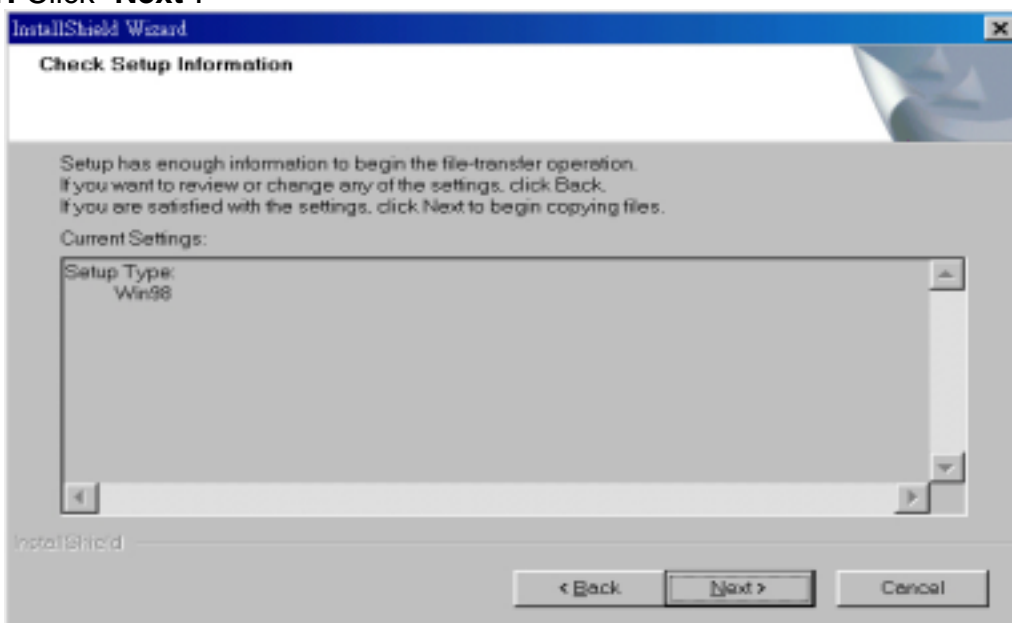 Click "Next".
InstallShield Wizard
Check Setup Information
Setup has enough information to begin the file-transfer operation.
If you want to review or change any of the settings, click Back.
If you are satisfied with the settings, click Next to begin copying files.
Current Settings:
Setup Type:
Win98
InstallShield
< Back
Next >
Cancel